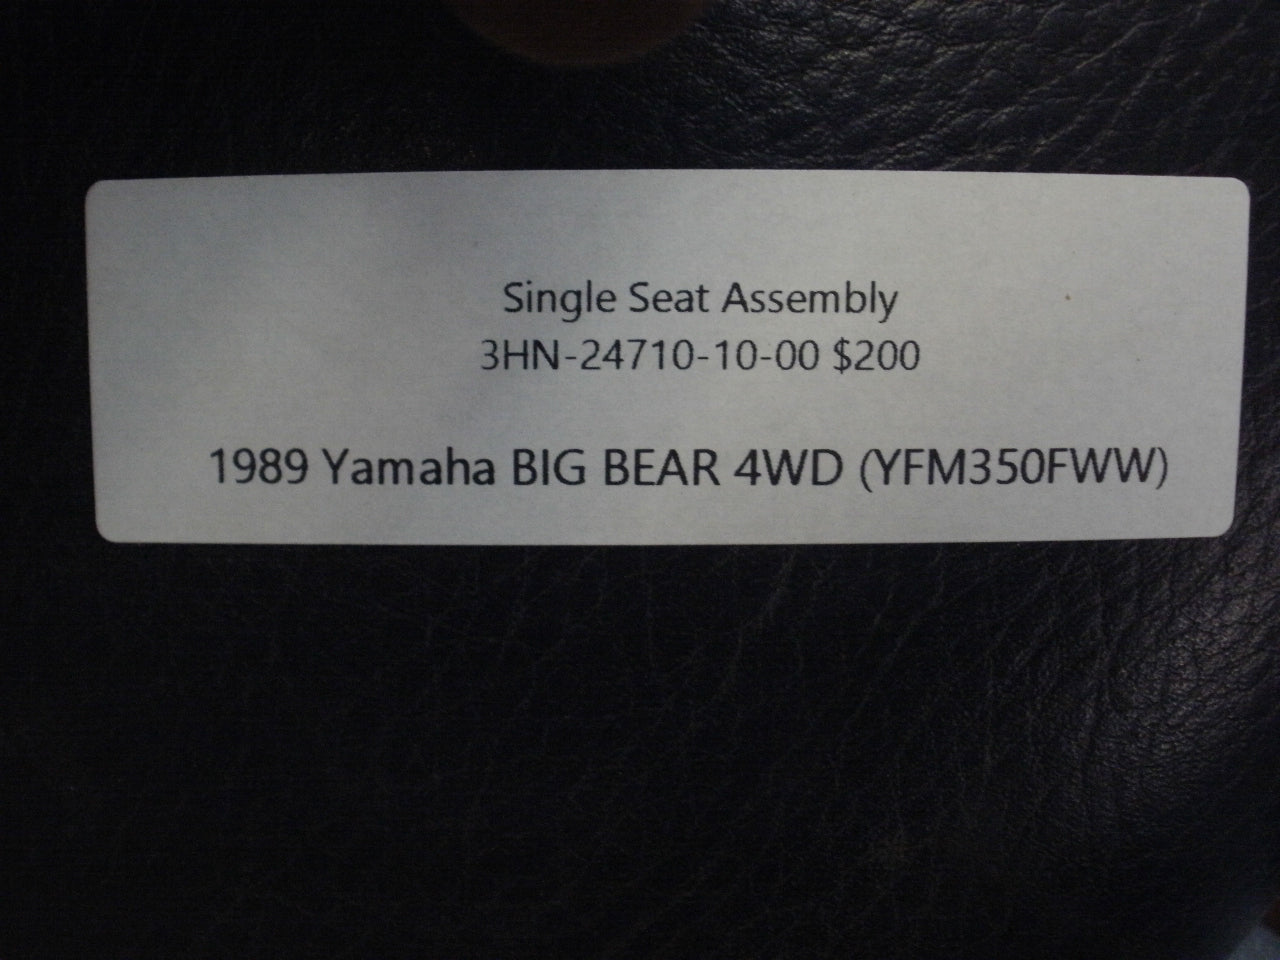 Single Seat Assembly
3HN-24710-10-00 $200
1989 Yamaha BIG BEAR 4WD (YFM350FWW)